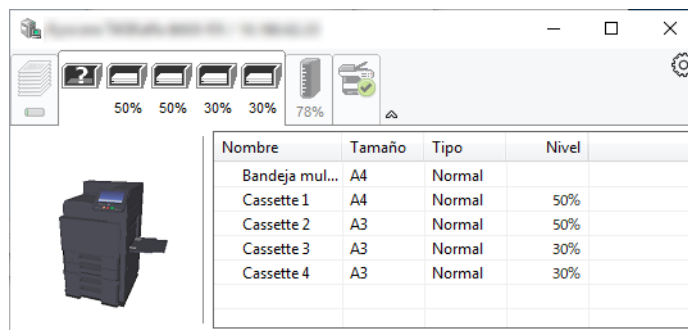 50% 50% 30% 30% 78%
Nombre Tamaño Tipo Nivel
Bandeja mul... A4 Normal
Cassette 1 A4 Normal 50%
Cassette 2 A3 Normal 50%
Cassette 3 A3 Normal 30%
Cassette 4 A3 Normal 30%